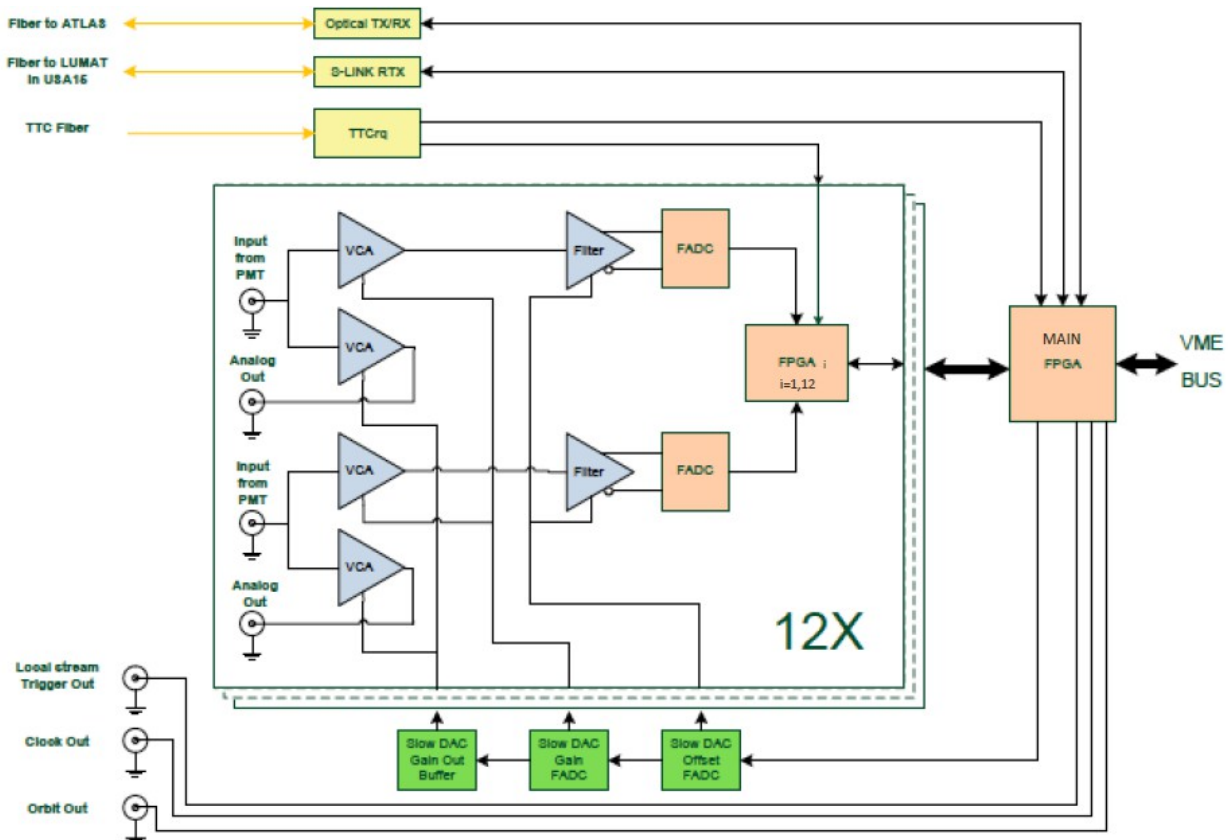 Fiber to ATLAS
Optical TX/RX
Fiber to LUMAT
in USA15
S-LINK RTX
TTC Fiber
TTCrq
Input
from
PMT
VCA
Filter
FADC
VCA
Analog
Out
FPGA i
i=1,12
MAIN
FPGA
VME
BUS
Input
from
PMT
VCA
Filter
FADC
VCA
Analog
Out
12X
Local stream
Trigger Out
Clock Out
Orbit Out
Slow DAC
Gain Out
Buffer
Slow DAC
Gain
FADC
Slow DAC
Offset
FADC